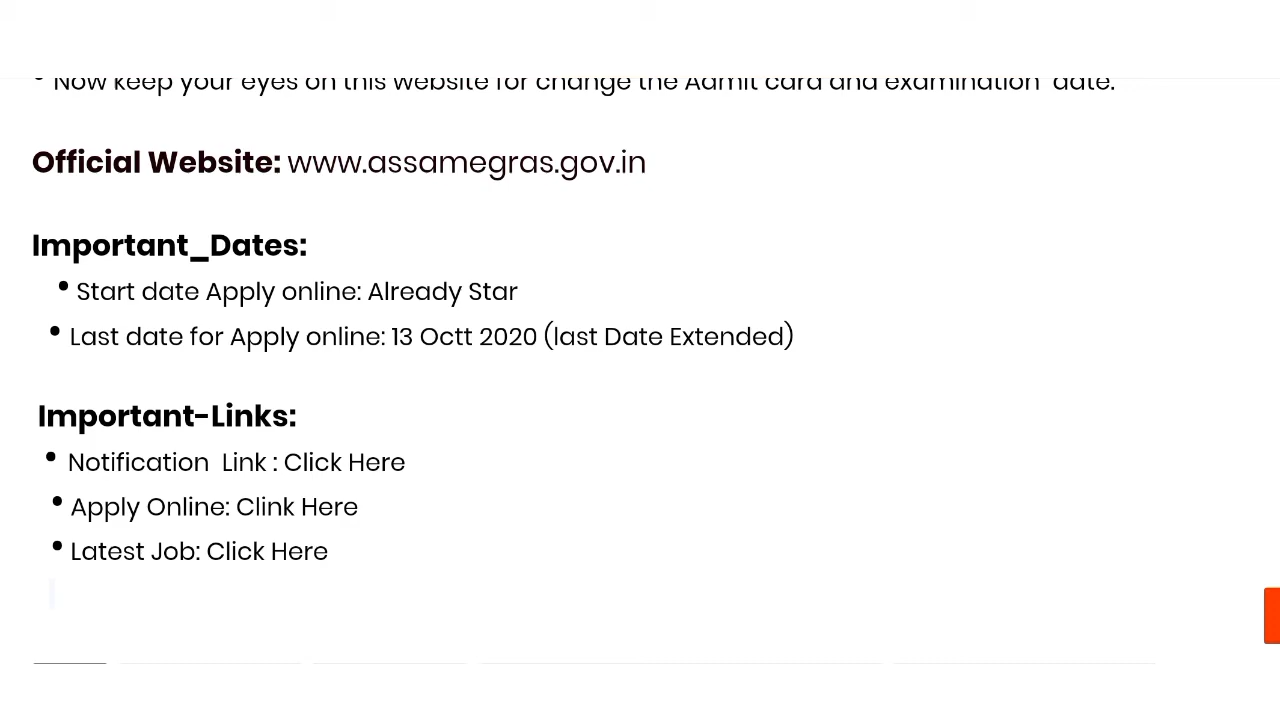 • Now keep your eyes on this website for change the Admit card and examination date.
Official Website: www.assamegras.gov.in
Important_Dates:
• Start date Apply online: Already Star
• Last date for Apply online: 13 Octt 2020 (last Date Extended)
Important-Links:
• Notification Link : Click Here
• Apply Online: Clink Here
• Latest Job: Click Here